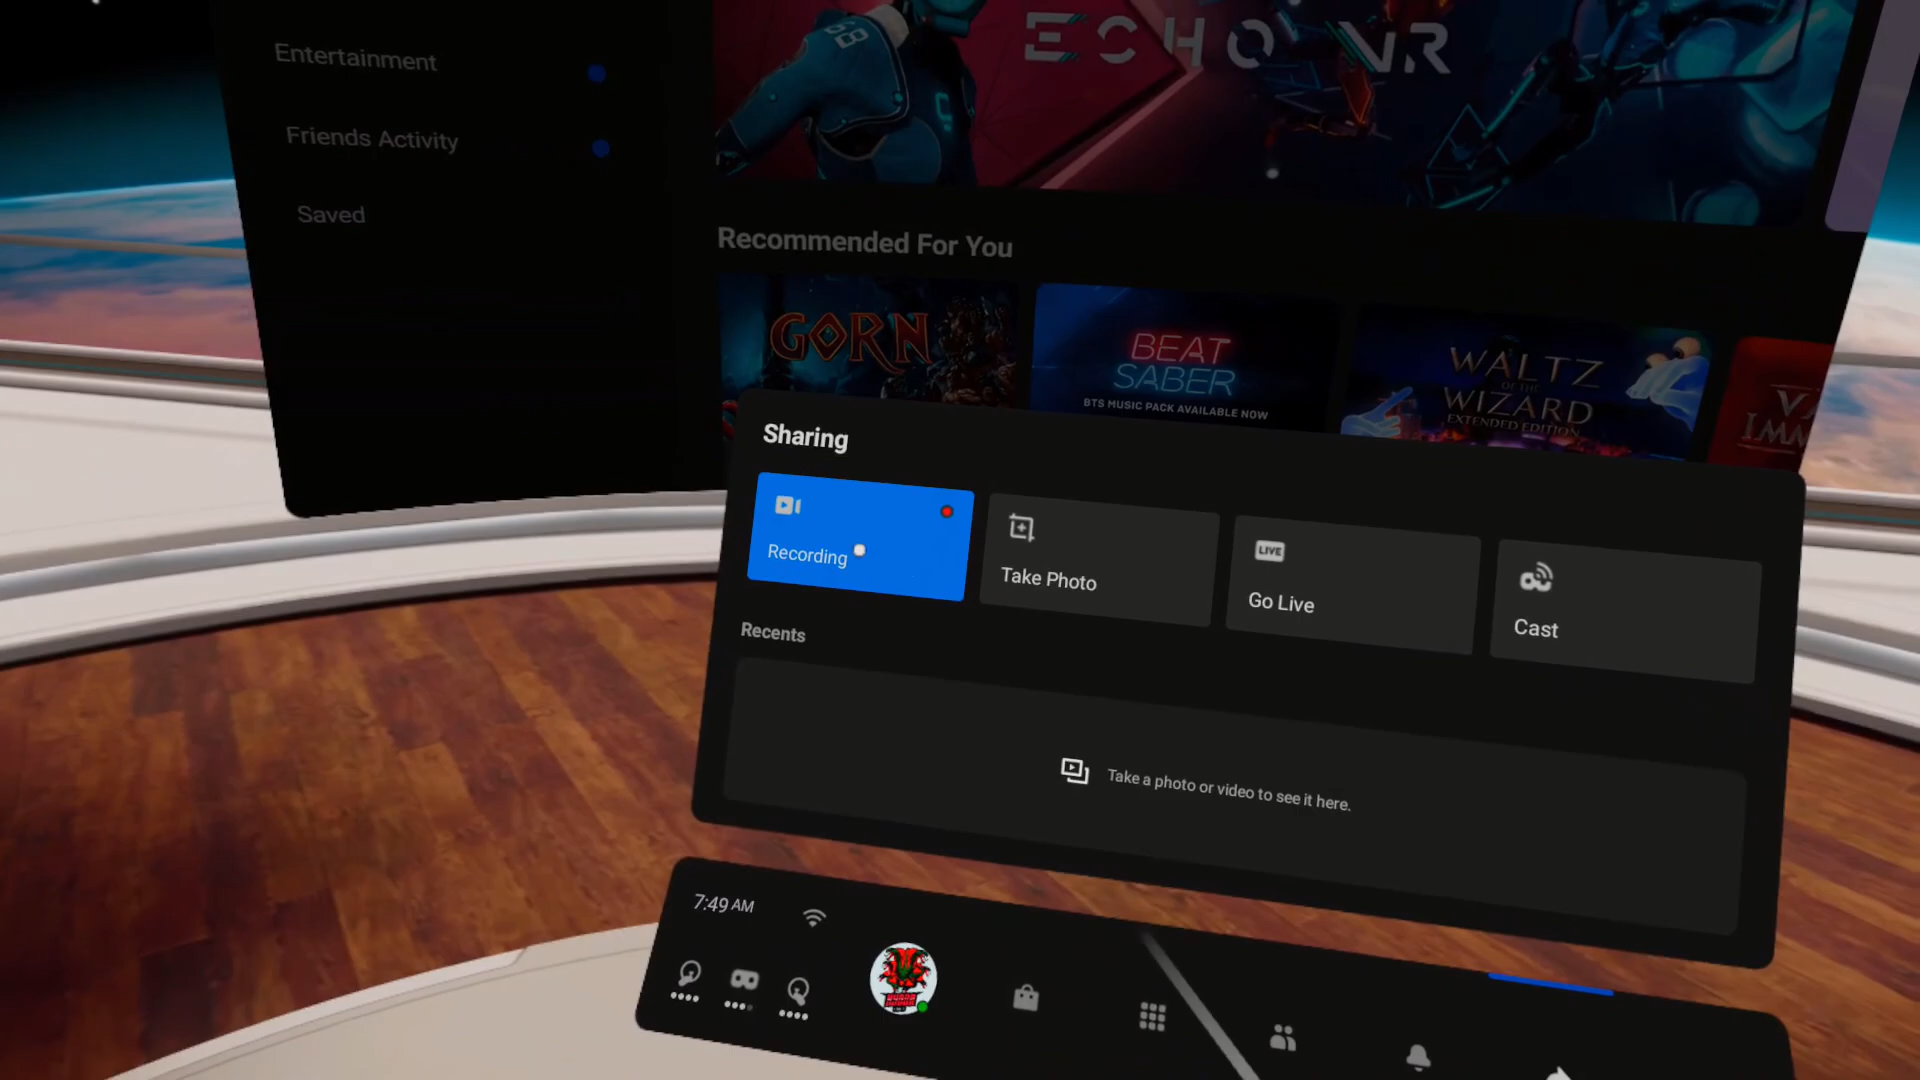 Entertainment
Friends Activity
Saved
ECHO VR
Recommended For You
GORN
BEAT
SABER
BTS MUSIC PACK AVAILABLE NOW
WALTZ
OF THE
WIZARD
EXTENDED EDITION
Sharing
Recording
Take Photo
LIVE
Go Live
Cast
Recents
Take a photo or video to see it here.
7:49 AM